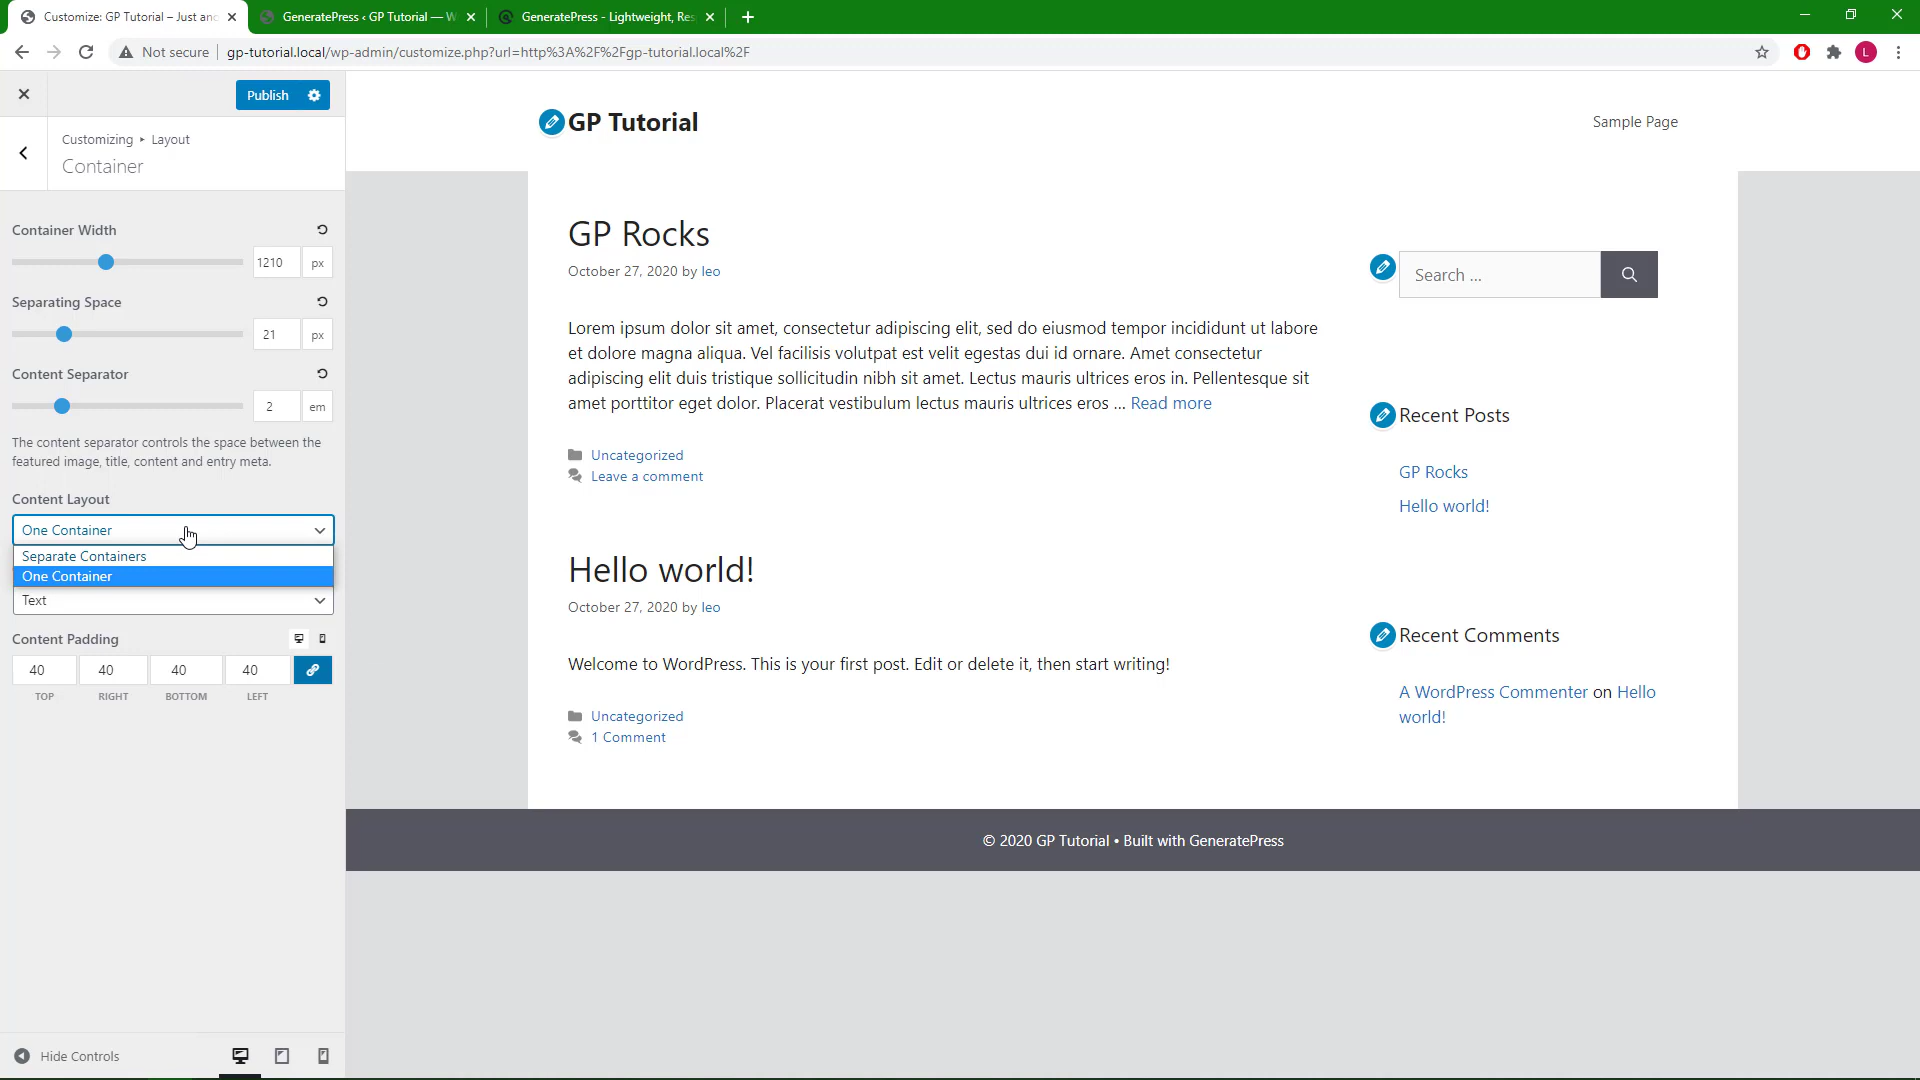 Customize: GP Tutorial – Just an
GeneratePress ‹ GP Tutorial — W
GeneratePress - Lightweight, Res
Not secure
gp-tutorial.local/wp-admin/customize.php?url=http%3A%2F%2Fgp-tutorial.local%2F
L
Publish
Customizing ▸ Layout
Container
Container Width
1210 px
Separating Space
21 px
Content Separator
2 em
The content separator controls the space between the
featured image, title, content and entry meta.
Content Layout
One Container
Separate Containers
One Container
Text
Content Padding
40 40 40 40
TOP RIGHT BOTTOM LEFT
Hide Controls
GP Tutorial
Sample Page
GP Rocks
October 27, 2020 by leo
Lorem ipsum dolor sit amet, consectetur adipiscing elit, sed do eiusmod tempor incididunt ut labore
et dolore magna aliqua. Vel facilisis volutpat est velit egestas dui id ornare. Amet consectetur
adipiscing elit duis tristique sollicitudin nibh sit amet. Lectus mauris ultrices eros in. Pellentesque sit
amet porttitor eget dolor. Placerat vestibulum lectus mauris ultrices eros ... Read more
Uncategorized
Leave a comment
Hello world!
October 27, 2020 by leo
Welcome to WordPress. This is your first post. Edit or delete it, then start writing!
Uncategorized
1 Comment
Search ...
Recent Posts
GP Rocks
Hello world!
Recent Comments
A WordPress Commenter on Hello
world!
© 2020 GP Tutorial • Built with GeneratePress